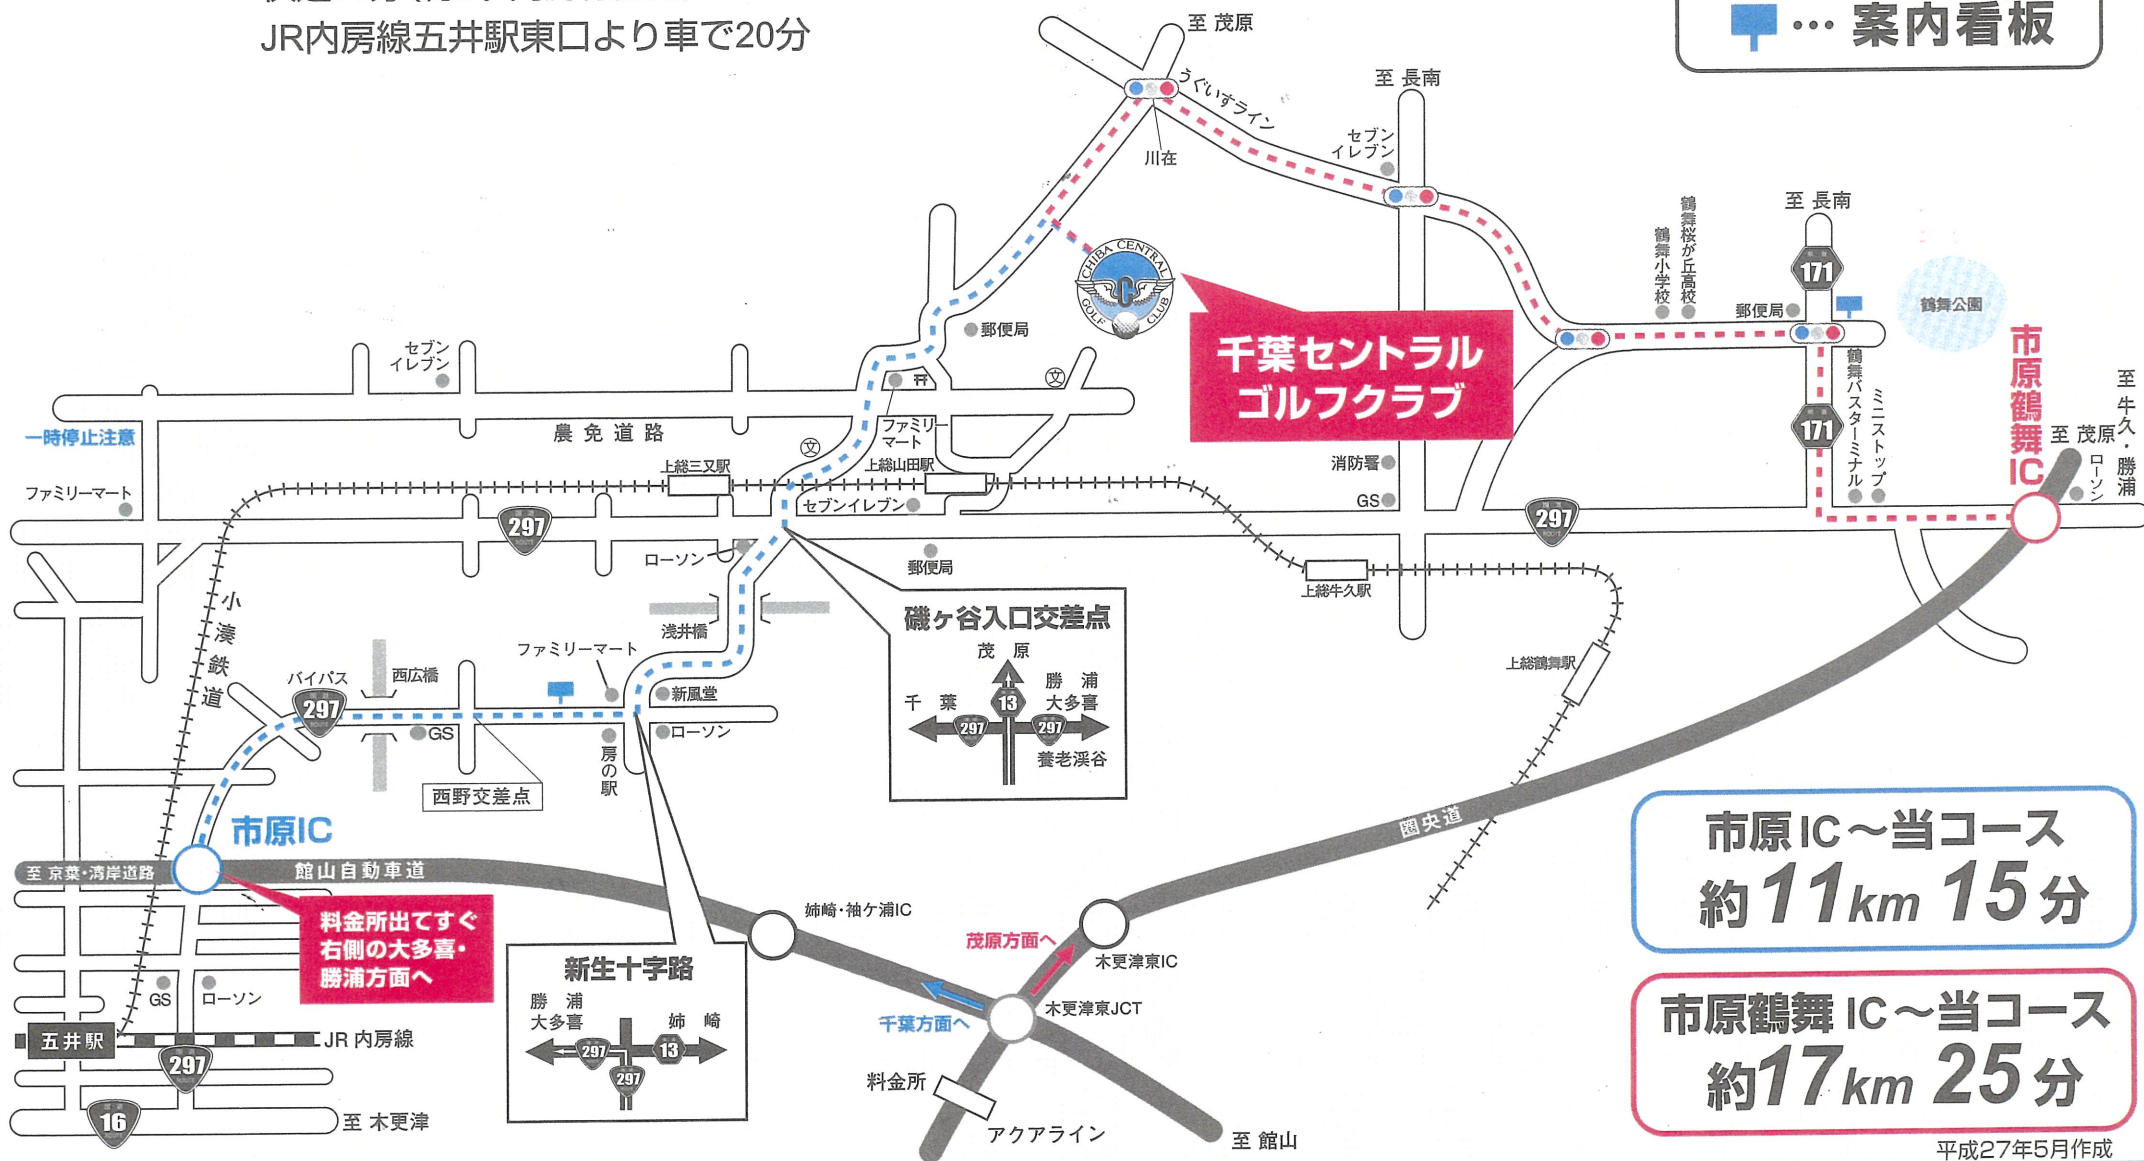 JR内房線五井駅東口より車で20分
… 案内看板
至 茂原
うぐいすライン
川在
至 長南
セブン
イレブン
鶴舞小学校
鶴舞桜が丘高校
至 長南
171
郵便局
鶴舞公園
CHIBA CENTRAL
C
GOLF CLUB
千葉セントラル
ゴルフクラブ
郵便局
セブン
イレブン
一時停止注意
農免道路
文
文
ファミリー
マート
上総三又駅
上総山田駅
セブンイレブン
消防署
GS
171
鶴舞バスターミナル
ミニストップ
市原鶴舞IC
至 茂原
至 牛久・勝浦
ローソン
ファミリーマート
297
297
ローソン
郵便局
上総牛久駅
小湊鉄道
浅井橋
ファミリーマート
新風堂
ローソン
房の駅
バイパス
297
西広橋
GS
西野交差点
磯ヶ谷入口交差点
茂原
千葉
13
勝浦
大多喜
297
297
養老渓谷
上総鶴舞駅
市原IC
至 京葉・湾岸道路
館山自動車道
圏央道
料金所出てすぐ
右側の大多喜・
勝浦方面へ
姉崎・袖ケ浦IC
茂原方面へ
木更津東IC
千葉方面へ
木更津東JCT
料金所
アクアライン
至 館山
新生十字路
勝浦
大多喜
姉崎
297
13
297
GS
ローソン
五井駅
JR 内房線
297
16
至 木更津
市原IC〜当コース
約11km 15分
市原鶴舞IC〜当コース
約17km 25分
平成27年5月作成